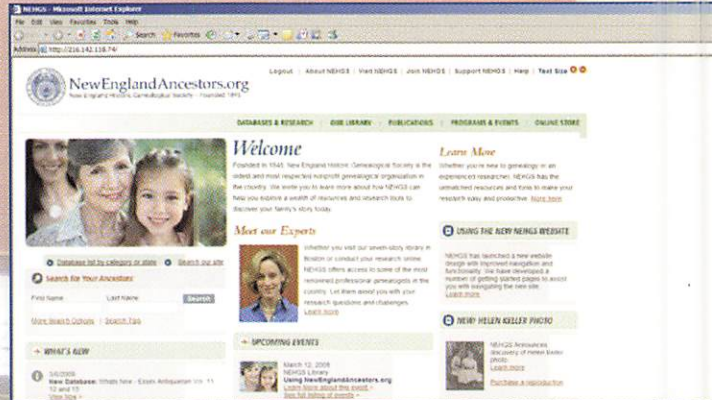 NEHGS - Microsoft Internet Explorer
File Edit View Favorites Tools Help
Search Favorites
Address http://216.142.118.74/
Logout | About NEHGS | Visit NEHGS | Join NEHGS | Support NEHGS | Help | Text Size
NewEnglandAncestors.org
New England Historic Genealogical Society - Founded 1845
DATABASES & RESEARCH | OUR LIBRARY | PUBLICATIONS | PROGRAMS & EVENTS | ONLINE STORE
Welcome
Founded in 1845, New England Historic Genealogical Society is the
oldest and most respected nonprofit genealogical organization in
the country. We invite you to learn more about how NEHGS can
help you explore a wealth of resources and research tools to
discover your family's story today.
Learn More
Whether you're new to genealogy or an
experienced researcher, NEHGS has the
unmatched resources and tools to make your
research easy and productive. More here
Meet our Experts
Whether you visit our seven-story library in
Boston or conduct your research online,
NEHGS offers access to some of the most
renowned professional genealogists in the
country. Let them assist you with your
research questions and challenges.
Learn more
Database list by category or state Search our site
Search for Your Ancestors
First Name Last Name Search
More Search Options | Search Tips
USING THE NEW NEHGS WEBSITE
NEHGS has launched a new website
design with improved navigation and
functionality. We have developed a
number of getting started pages to assist
you with navigating the new site.
Learn more
NEW! HELEN KELLER PHOTO
NEHGS Announces
discovery of Helen Keller
photo.
Learn more
Purchase a reproduction
WHAT'S NEW
New Database: Essex Antiquarian Vol. 11,
12 and 13
View Now
UPCOMING EVENTS
March 12, 2008
NEHGS Library
Using NewEnglandAncestors.org
Learn More about this event
See full listing of events